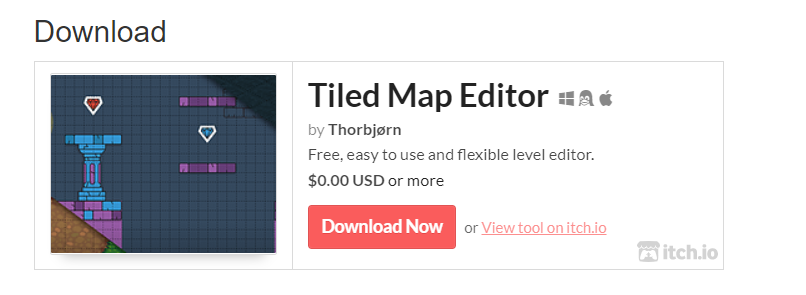 Download
Tiled Map Editor
by Thorbjørn
Free, easy to use and flexible level editor.
$0.00 USD or more
Download Now or View tool on itch.io
itch.io